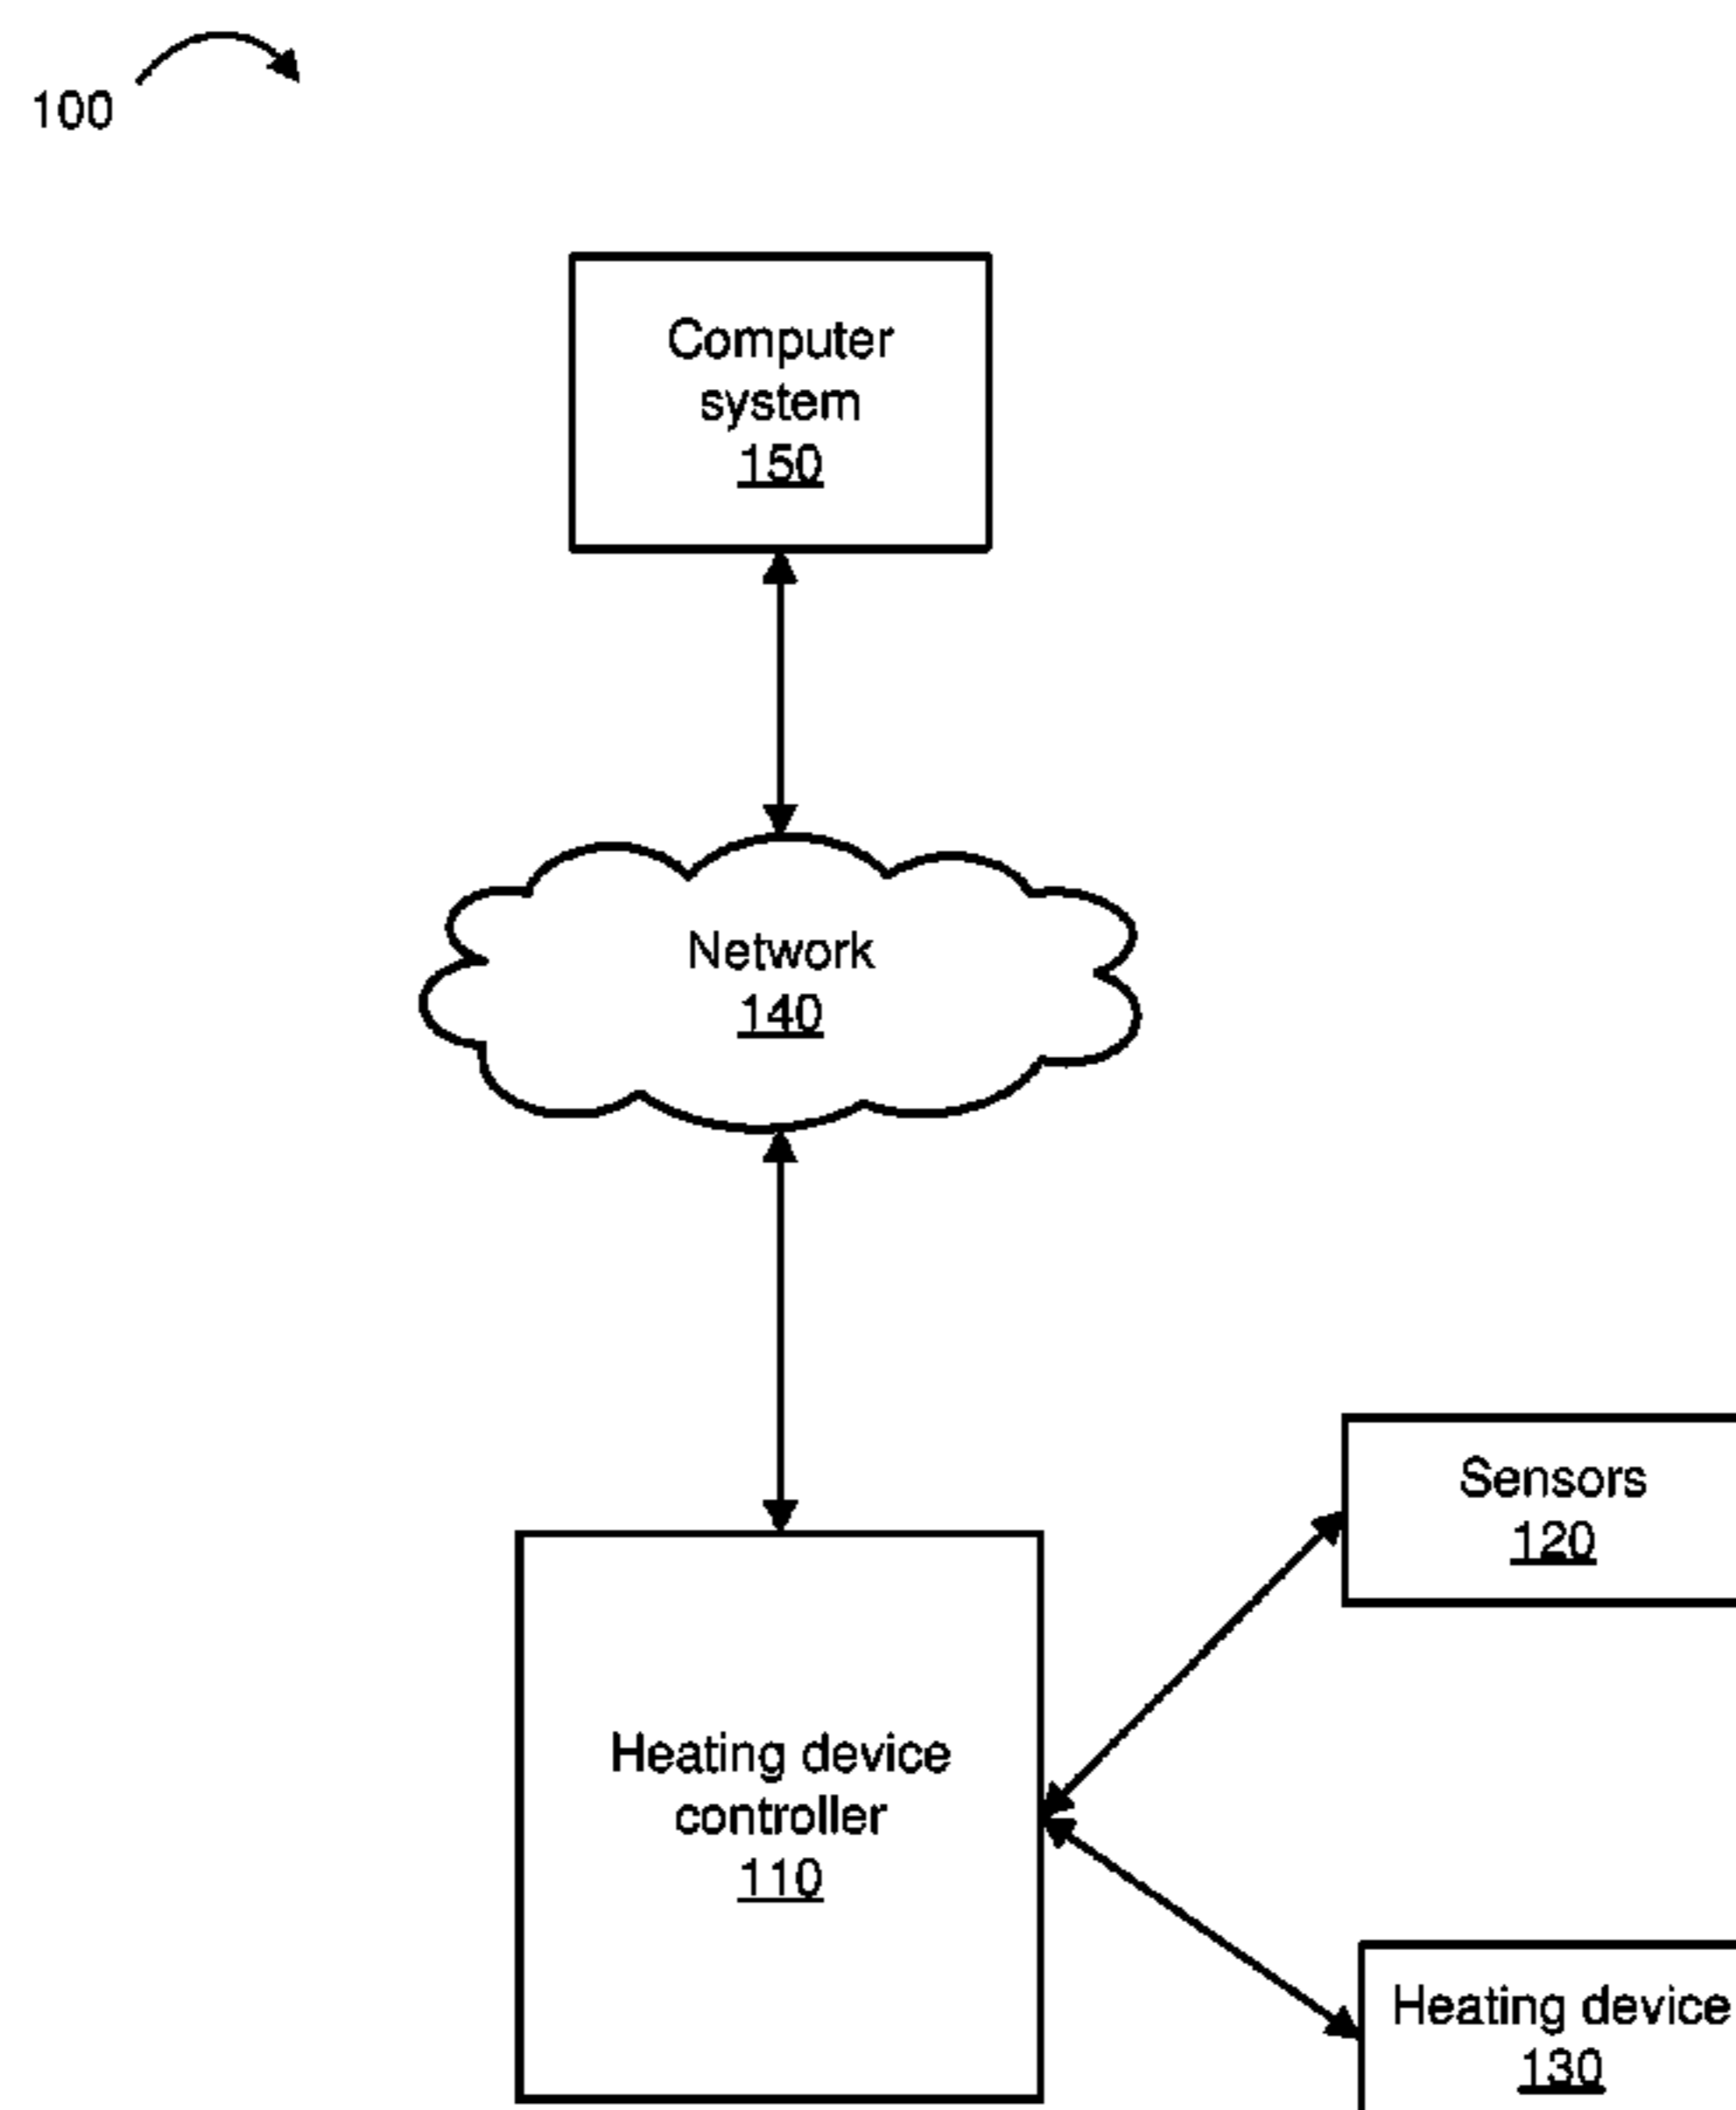 100
Computer
system
150
Network
140
Sensors
120
Heating device
controller
110
Heating device
130